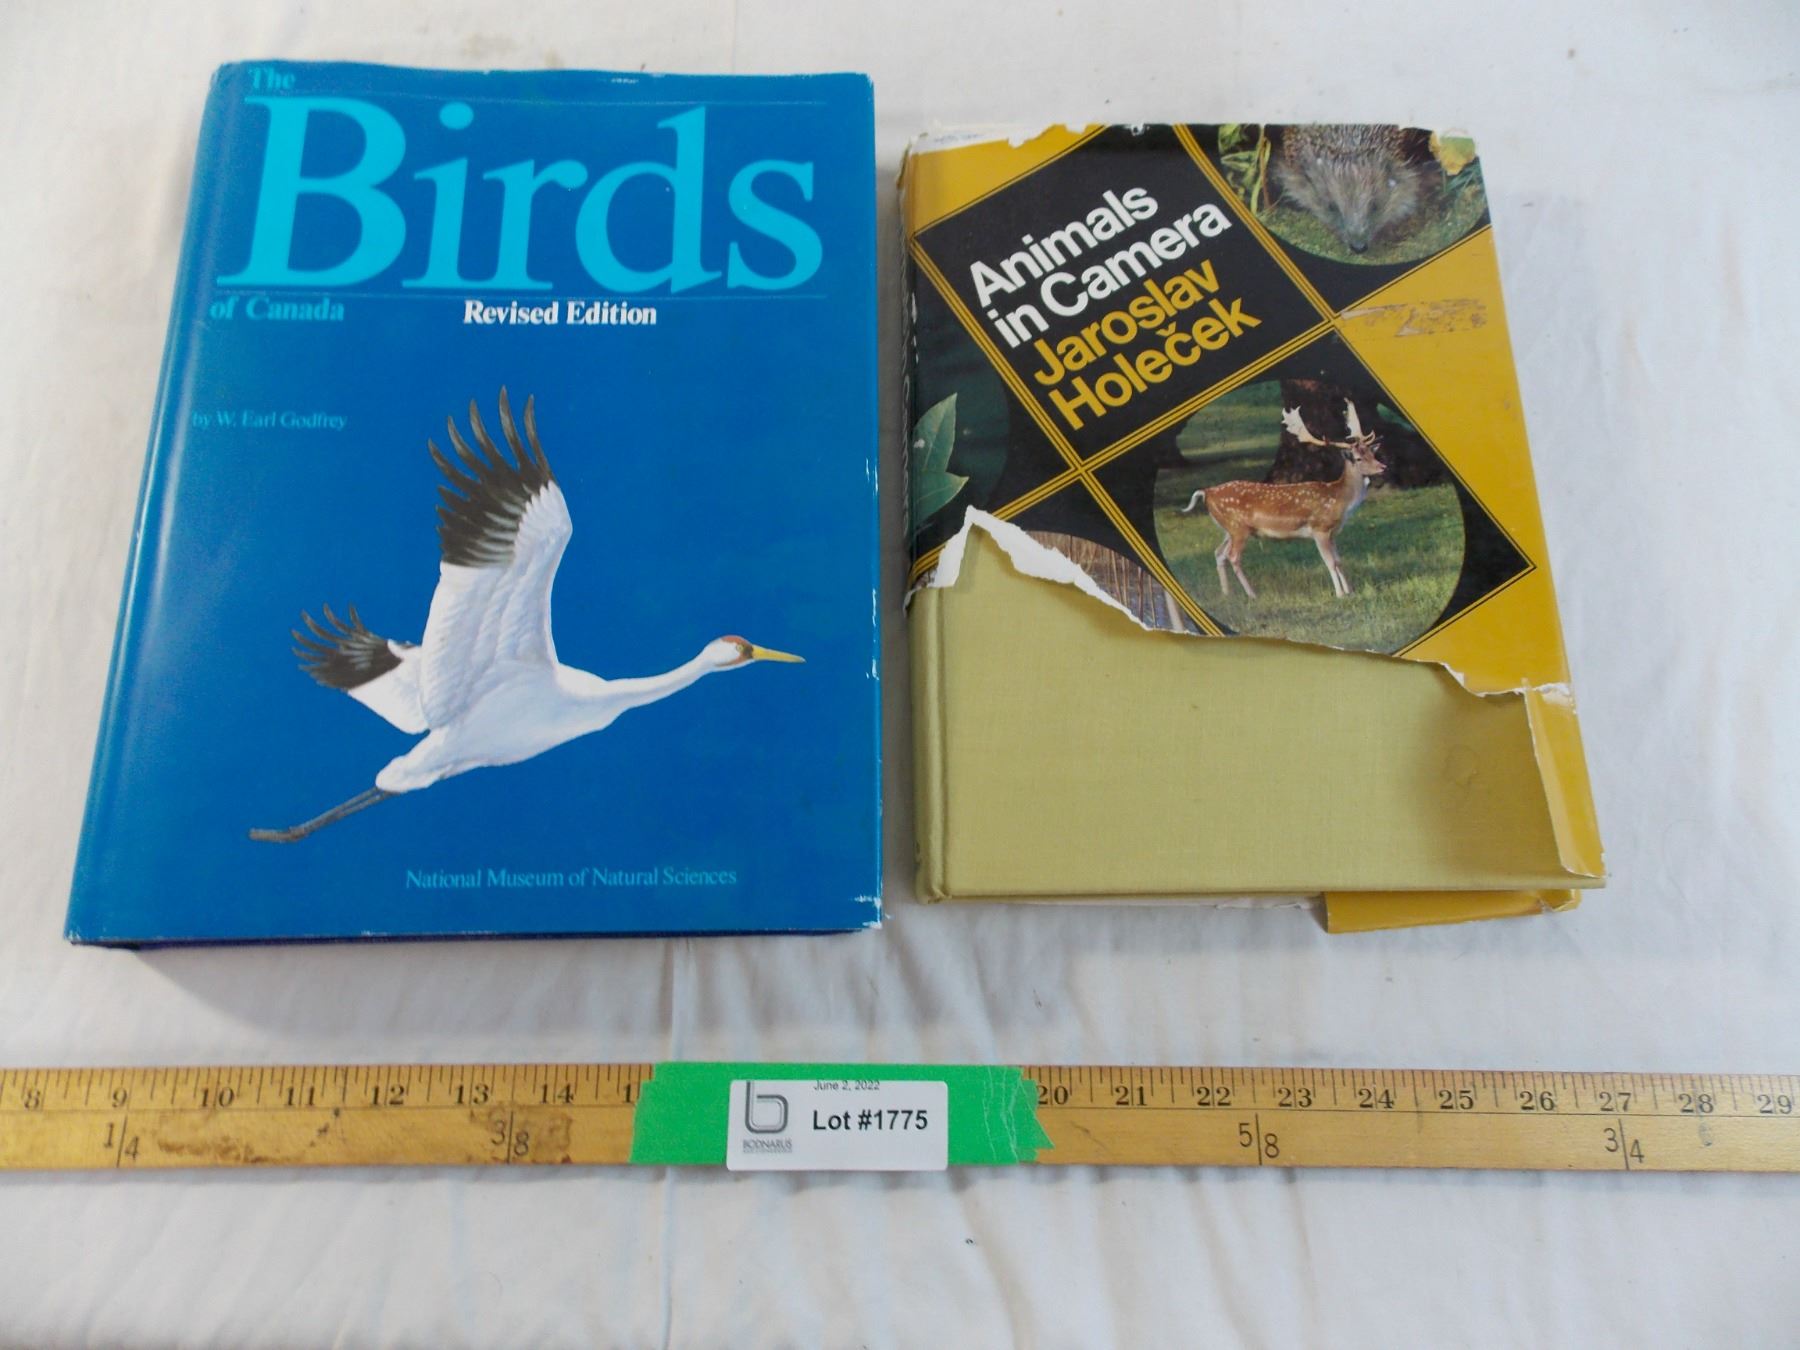 The
Birds
of Canada
Revised Edition
by W. Earl Godfrey
National Museum of Natural Sciences
Animals
in Camera
Jaroslav
Holeček
8 9 10 11 12 13 14 1 20 21 22 23 24 25 26 27 28 29
1/4 3/8 5/8 3/4
June 2, 2022
Lot #1775
BODNARUS